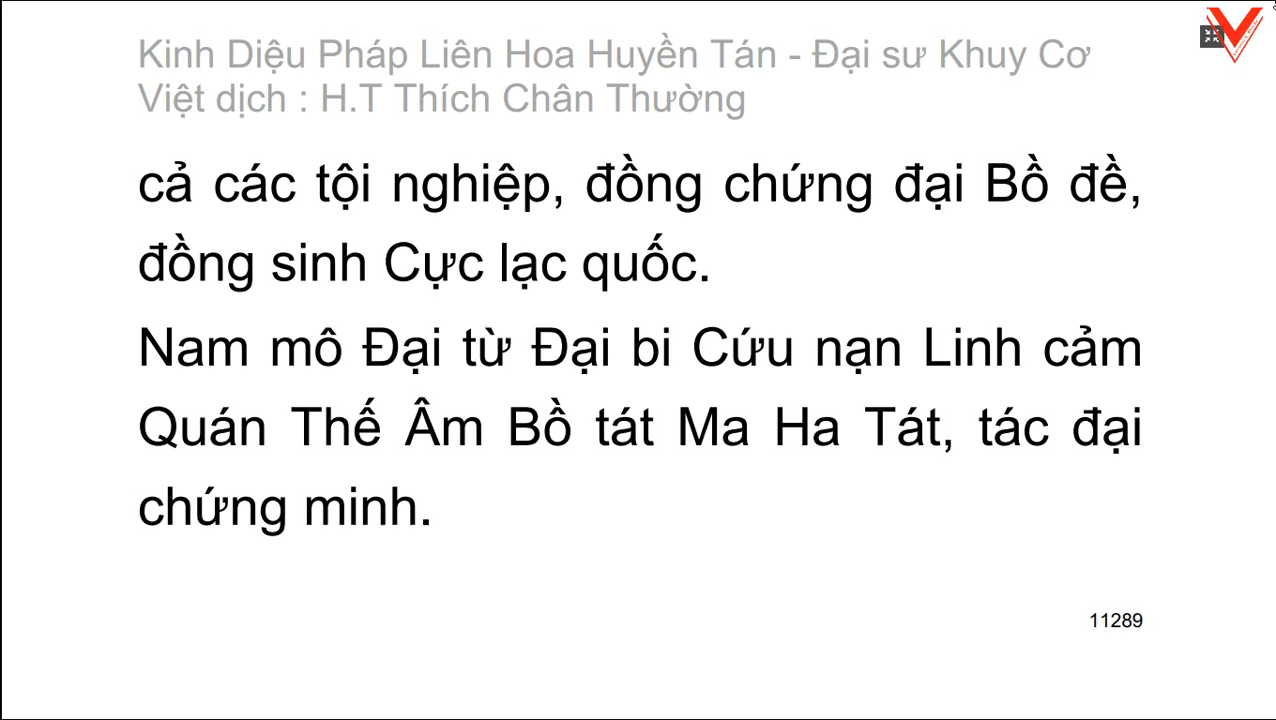 Kinh Diệu Pháp Liên Hoa Huyền Tán - Đại sư Khuy Cơ
Việt dịch : H.T Thích Chân Thường
cả các tội nghiệp, đồng chứng đại Bồ đề,
đồng sinh Cực lạc quốc.
Nam mô Đại từ Đại bi Cứu nạn Linh cảm
Quán Thế Âm Bồ tát Ma Ha Tát, tác đại
chứng minh.
11289